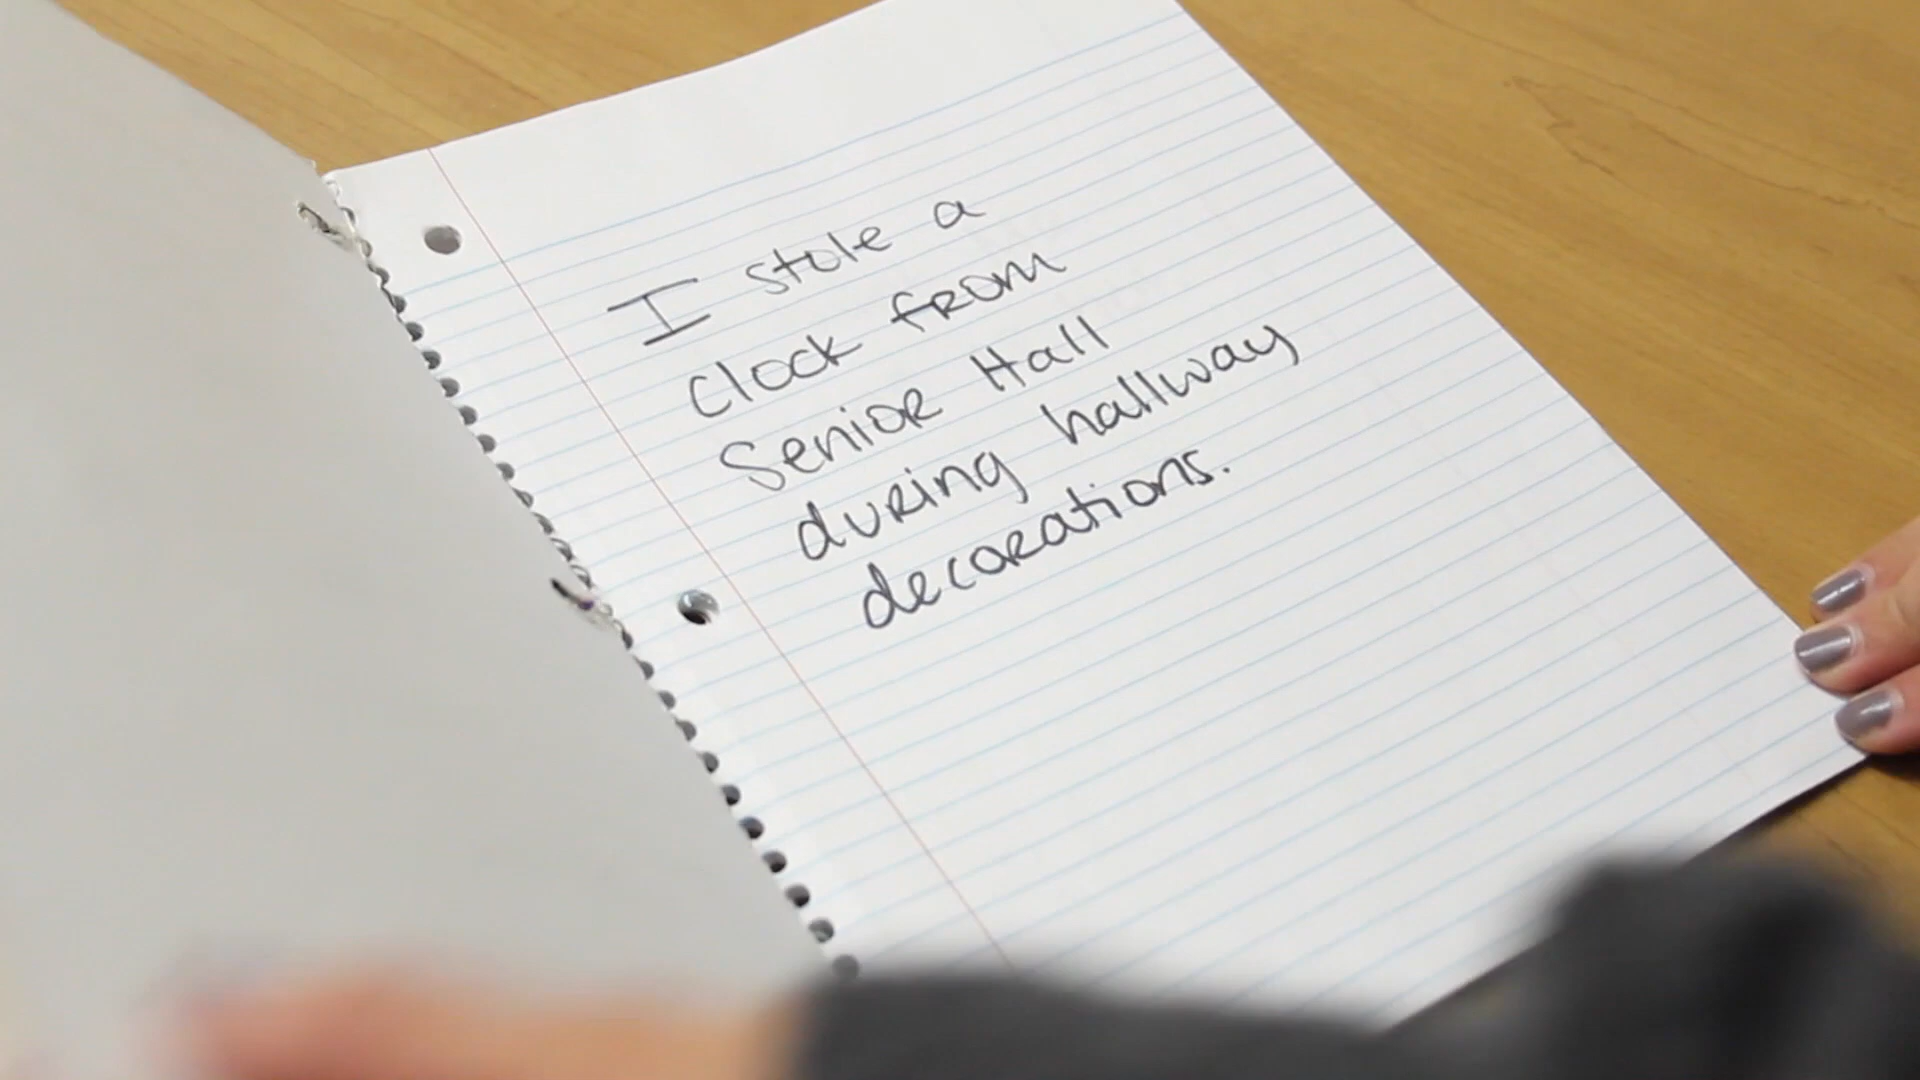 I stole a
clock from
Senior Hall
during hallway
decorations.